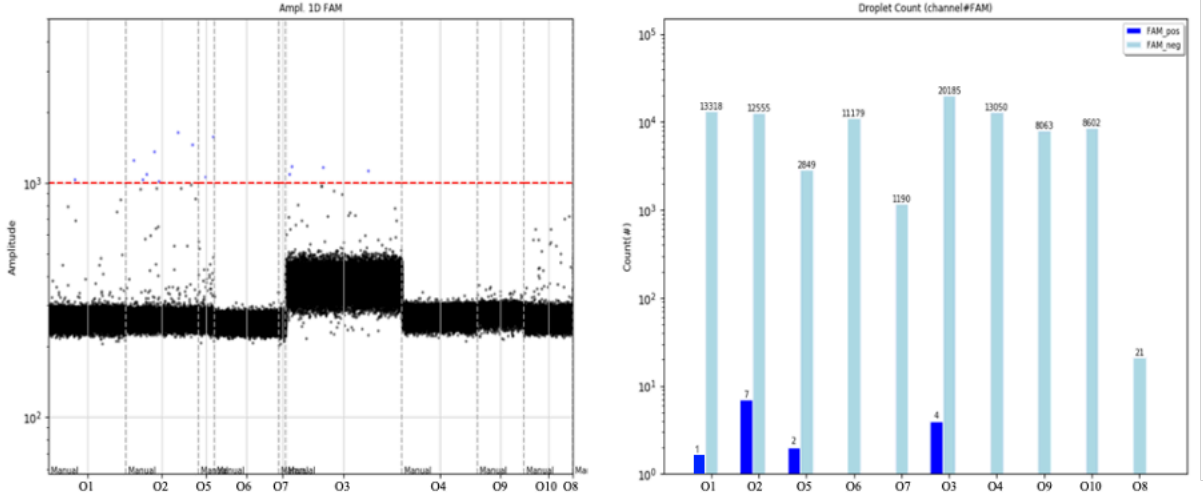 Ampl. 1D FAM
Amplitude
10³
10²
Manual Manual Manual Manual Manual Manual Manual Manual Ma
O1 O2 O5 O6 O7 O3 O4 O9 O10 O8
Droplet Count (channel#FAM)
FAM_pos
FAM_neg
Count(#)
10⁵
10⁴
10³
10²
10¹
10⁰
1 13318 7 12555 2 2849 11179 1190 4 20185 13050 8063 8602 21
O1 O2 O5 O6 O7 O3 O4 O9 O10 O8